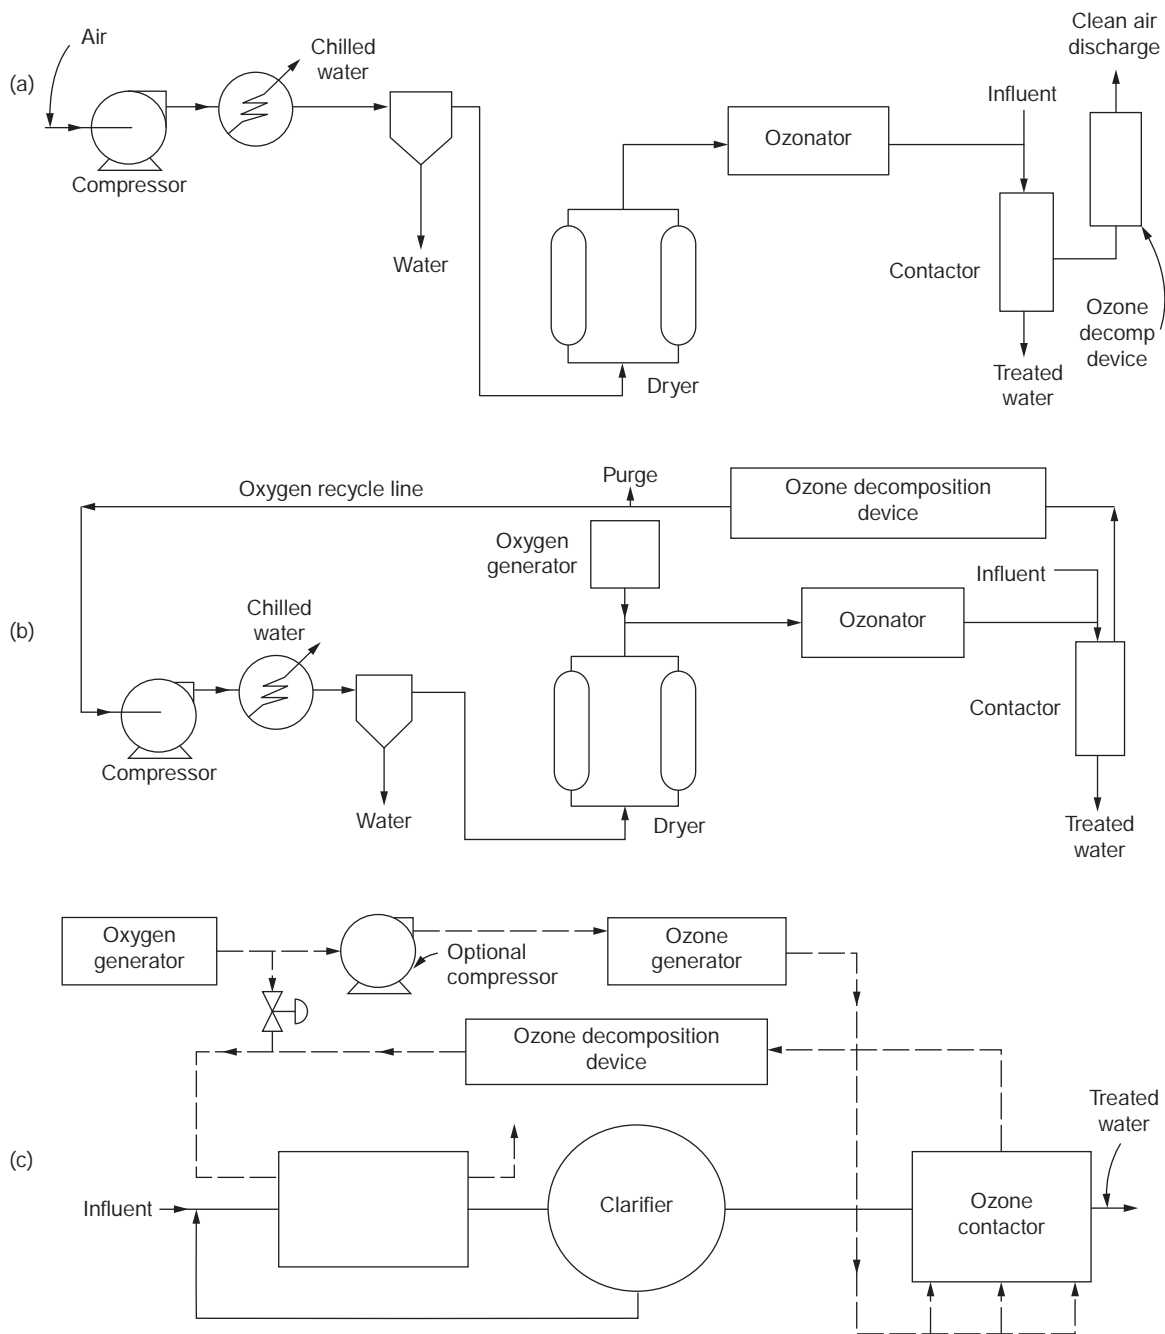 (a)
Air
Chilled
water
Compressor
Water
Dryer
Ozonator
Influent
Contactor
Treated
water
Clean air
discharge
Ozone
decomp
device
(b)
Oxygen recycle line
Purge
Ozone decomposition
device
Oxygen
generator
Influent
Chilled
water
Ozonator
Compressor
Water
Dryer
Contactor
Treated
water
(c)
Oxygen
generator
Optional
compressor
Ozone
generator
Ozone decomposition
device
Influent
Clarifier
Ozone
contactor
Treated
water